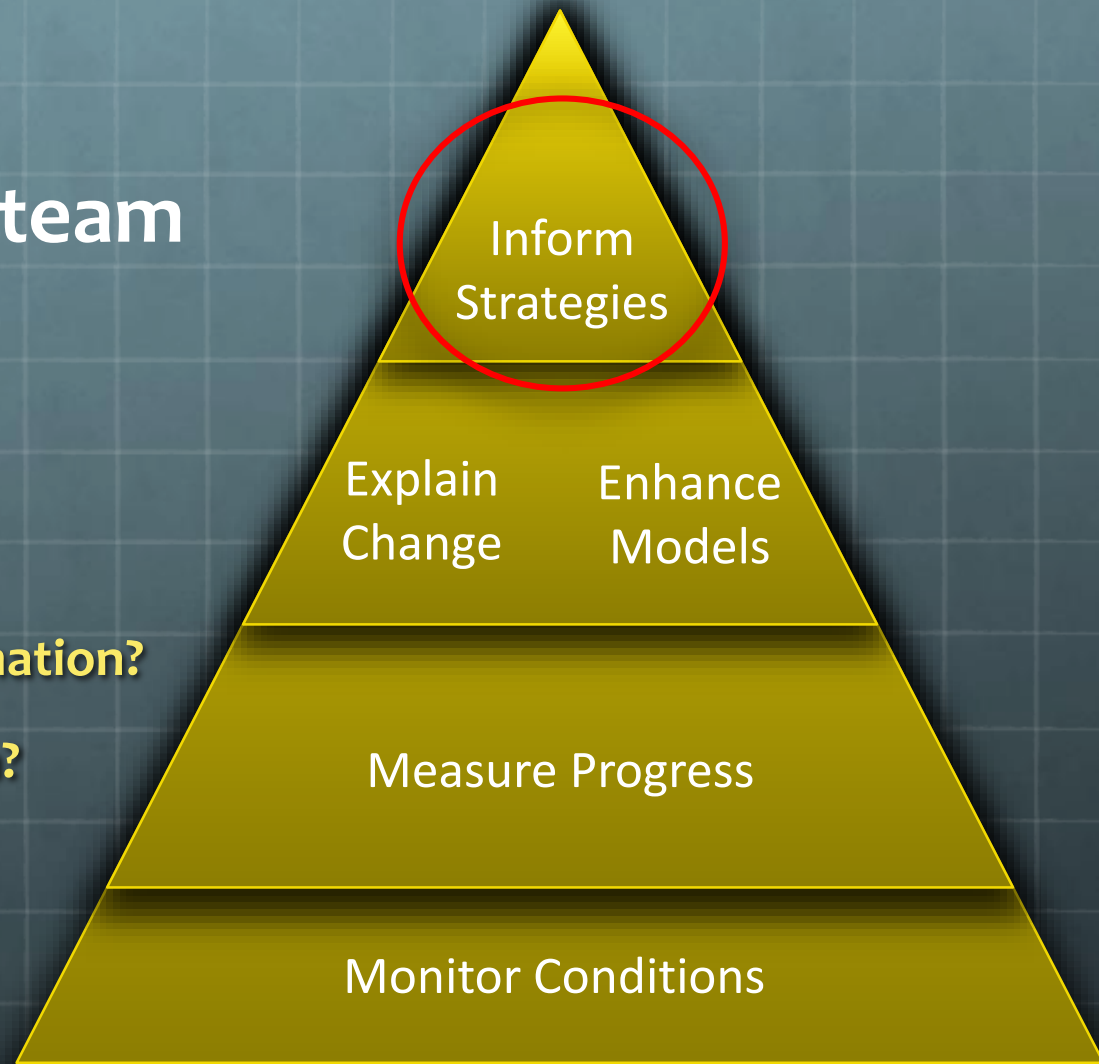 team
Inform
Strategies
Explain
Change
Enhance
Models
?
Measure Progress
Monitor Conditions